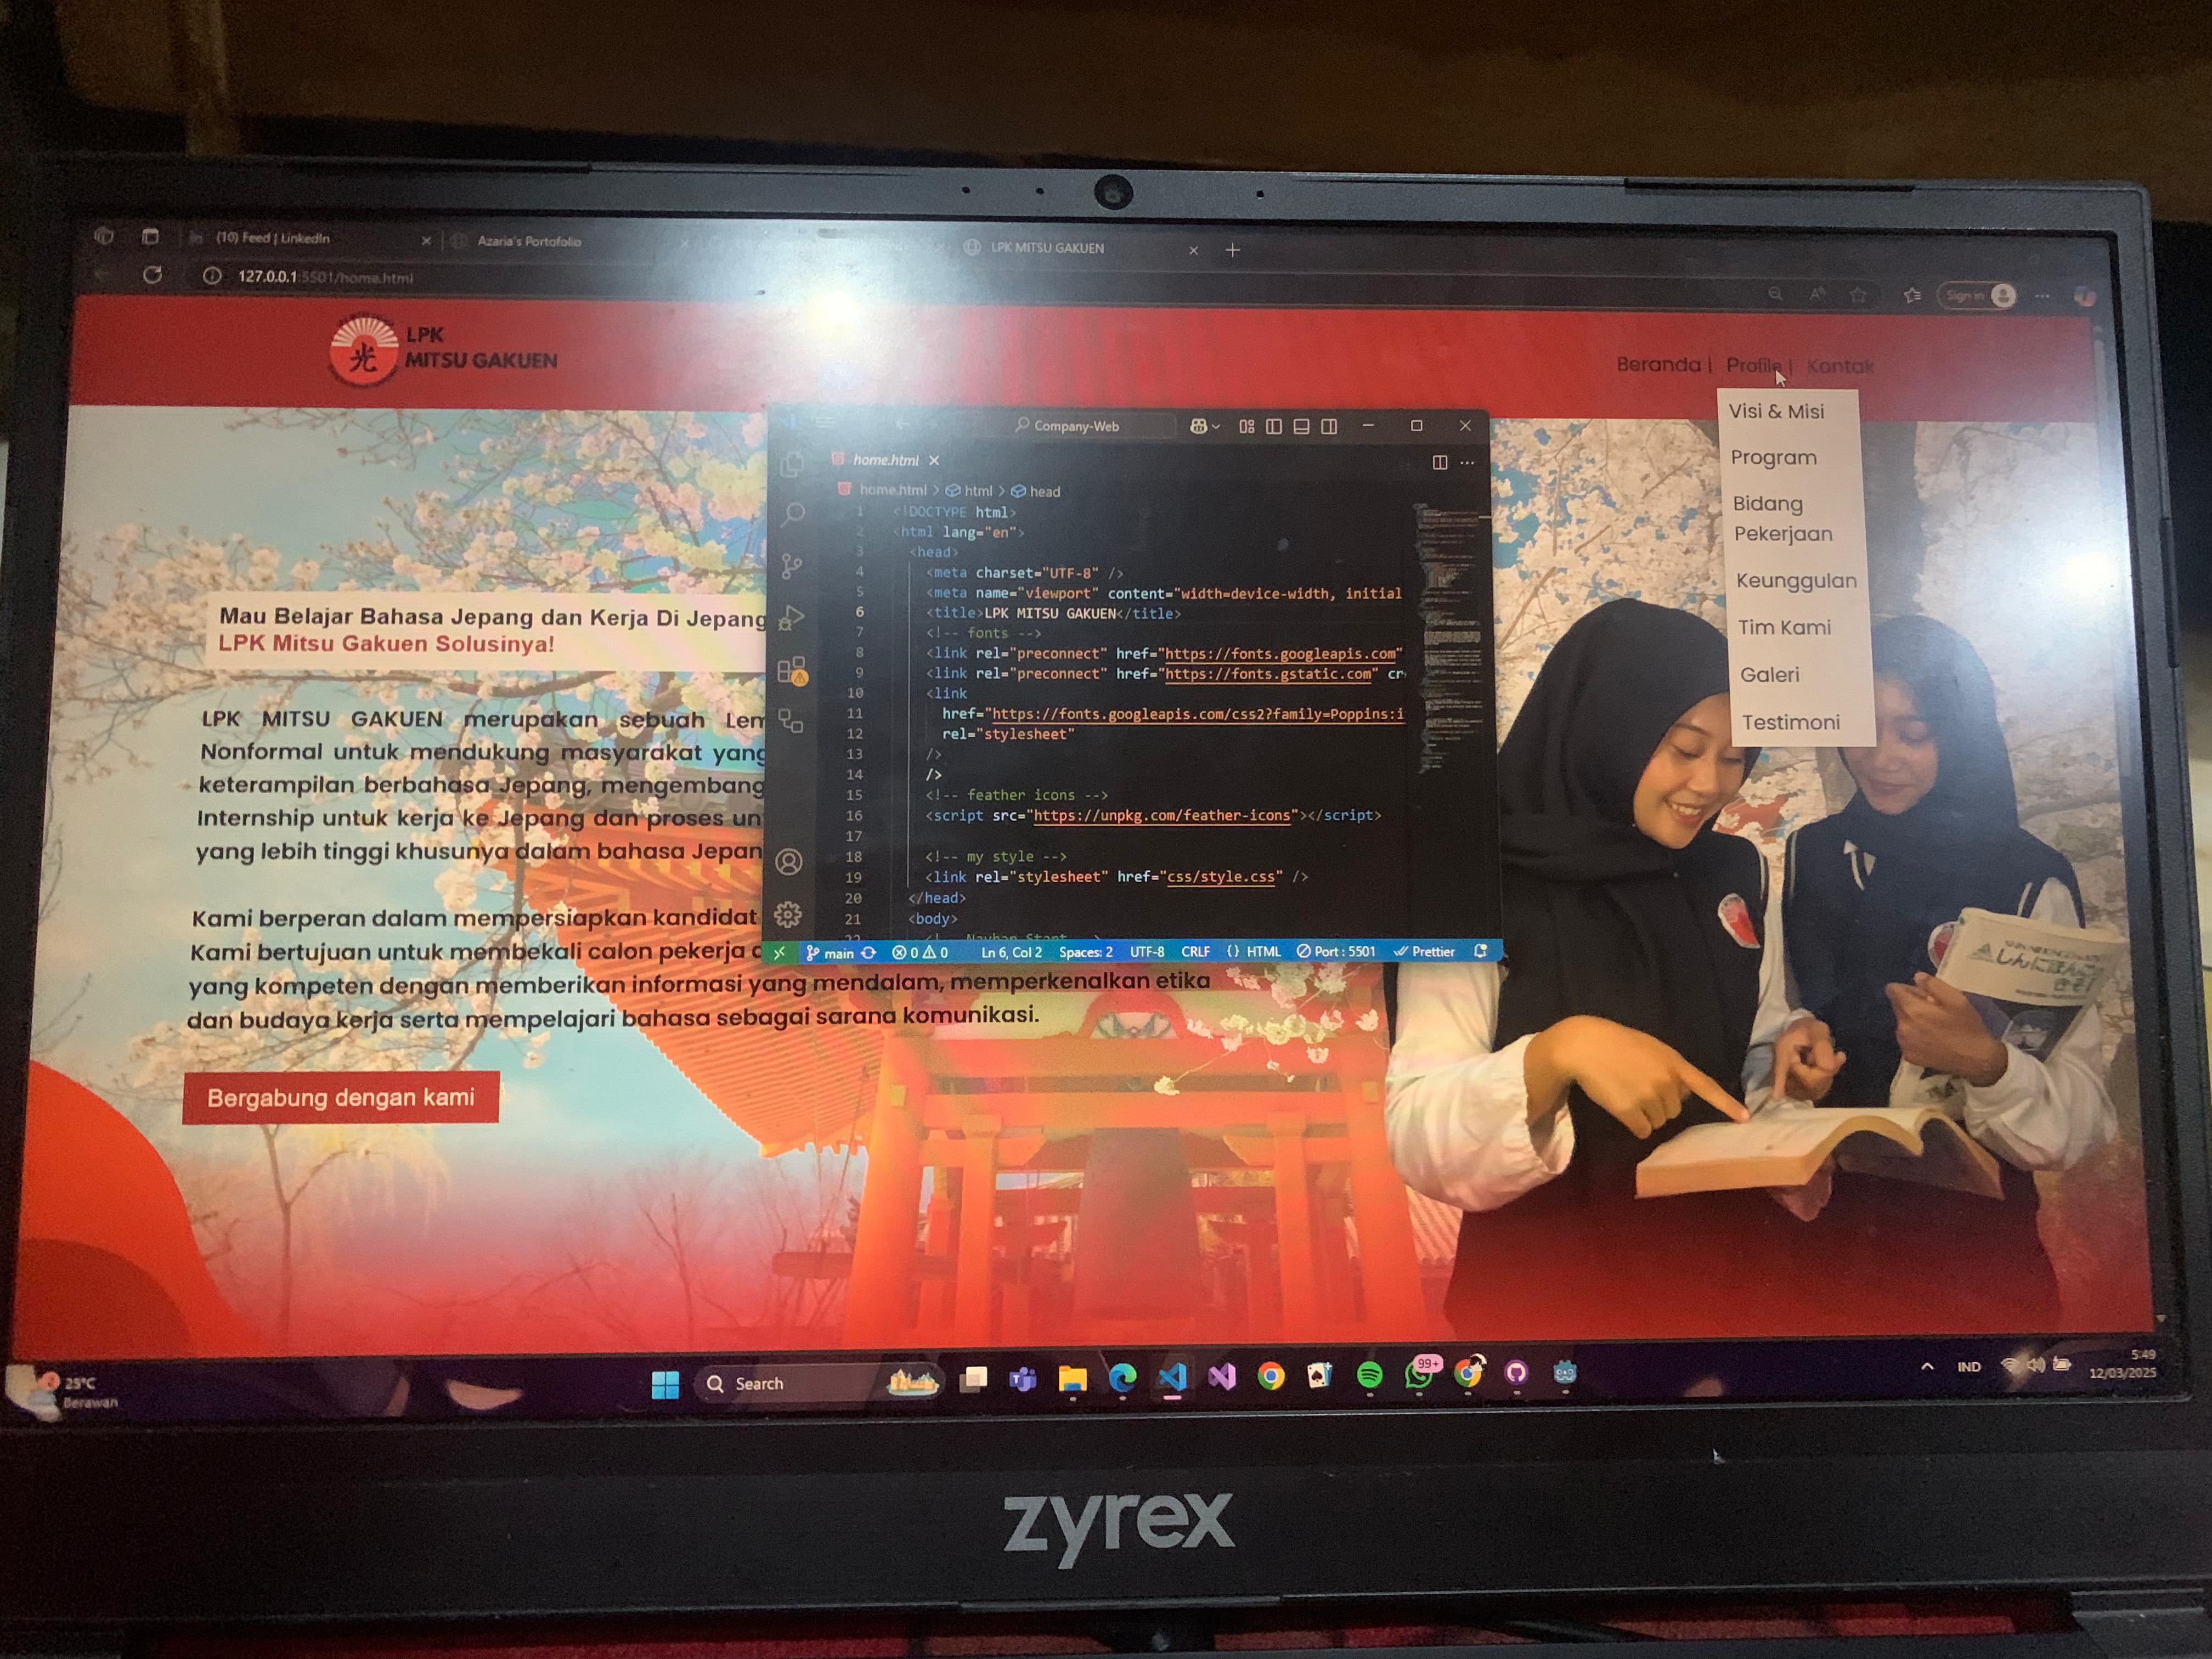 (10) Feed | LinkedIn
Azaria's Portofolio
LPK MITSU GAKUEN
127.0.0.1:5501/home.html
Sign in
光
LPK
MITSU GAKUEN
Beranda |
Profile |
Kontak
Visi & Misi
Program
Bidang
Pekerjaan
Keunggulan
Tim Kami
Galeri
Testimoni
Mau Belajar Bahasa Jepang dan Kerja Di Jepang
LPK Mitsu Gakuen Solusinya!
LPK MITSU GAKUEN merupakan sebuah Lem
Nonformal untuk mendukung masyarakat yang
keterampilan berbahasa Jepang, mengembang
Internship untuk kerja ke Jepang dan proses un
yang lebih tinggi khusunya dalam bahasa Jepan
Kami berperan dalam mempersiapkan kandidat
Kami bertujuan untuk membekali calon pekerja
yang kompeten dengan memberikan informasi yang mendalam, memperkenalkan etika
dan budaya kerja serta mempelajari bahasa sebagai sarana komunikasi.
Bergabung dengan kami
Company-Web
home.html
home.html > html > head
1 <!DOCTYPE html>
2 <html lang="en">
3 <head>
4 <meta charset="UTF-8" />
5 <meta name="viewport" content="width=device-width, initial
6 <title>LPK MITSU GAKUEN</title>
7 <!-- fonts -->
8 <link rel="preconnect" href="https://fonts.googleapis.com"
9 <link rel="preconnect" href="https://fonts.gstatic.com" cr
10 <link
11 href="https://fonts.googleapis.com/css2?family=Poppins:i
12 rel="stylesheet"
13 />
14 />
15 <!-- feather icons -->
16 <script src="https://unpkg.com/feather-icons"></script>
17
18 <!-- my style -->
19 <link rel="stylesheet" href="css/style.css" />
20 </head>
21 <body>
main
0 0
Ln 6, Col 2
Spaces: 2
UTF-8
CRLF
{} HTML
Port : 5501
Prettier
しんにほんご
25°C
Berawan
Search
99+
IND
5:49
12/03/2025
zyrex